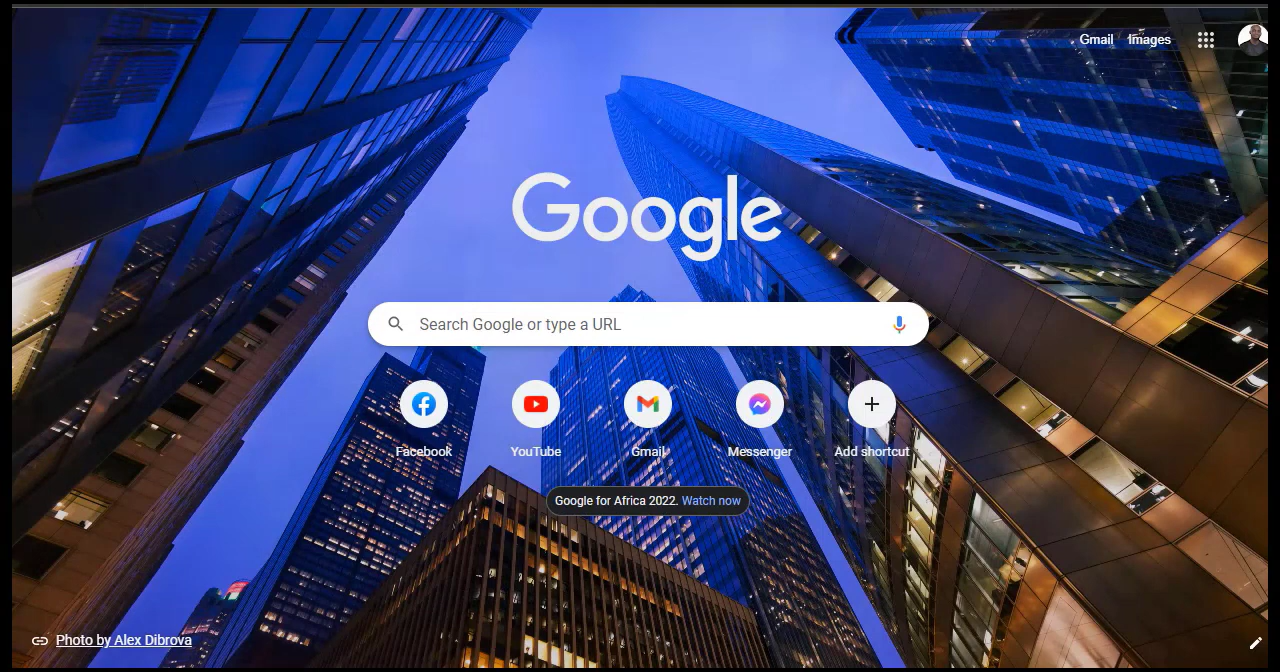 Gmail Images
Google
Search Google or type a URL
Facebook YouTube Gmail Messenger Add shortcut
Google for Africa 2022. Watch now
Photo by Alex Dibrova